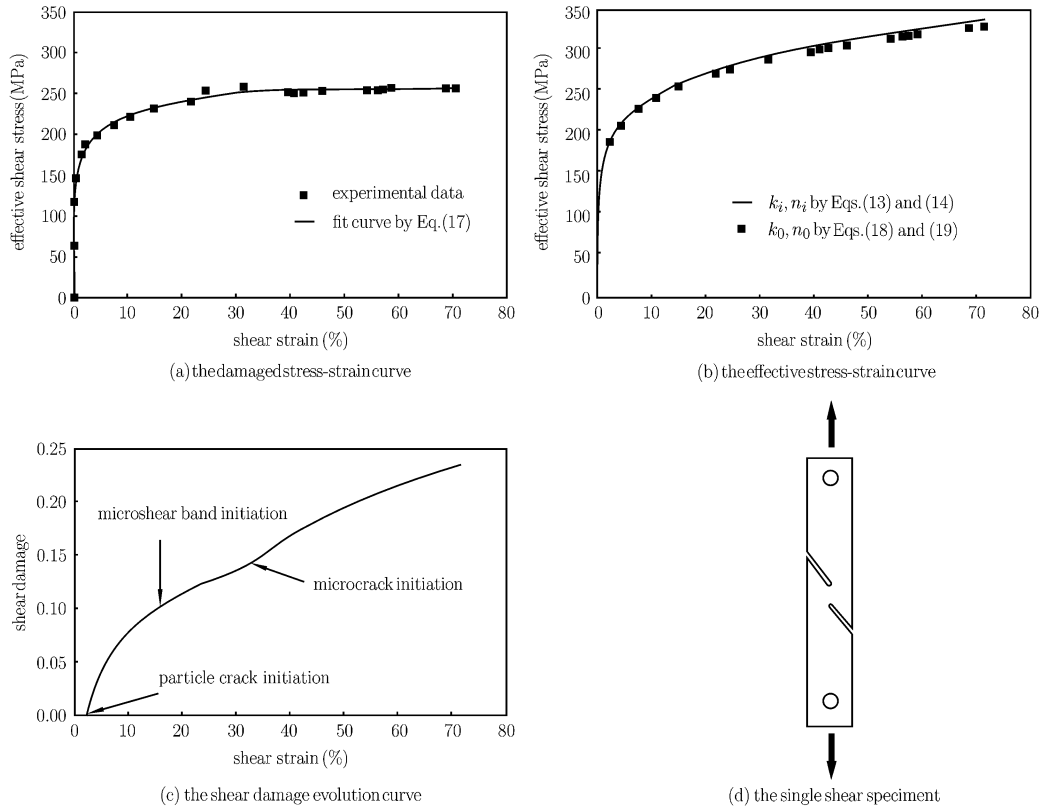 350
300
250
200
150
100
50
0
effective shear stress (MPa)
experimental data
fit curve by Eq.(17)
0 10 20 30 40 50 60 70 80
shear strain (%)
(a) the damaged stress-strain curve
350
300
250
200
150
100
50
0
effective shear stress (MPa)
k_i, n_i by Eqs.(13) and (14)
k_0, n_0 by Eqs.(18) and (19)
0 10 20 30 40 50 60 70 80
shear strain (%)
(b) the effective stress-strain curve
0.25
0.20
0.15
0.10
0.05
0.00
shear damage
microshear band initiation
microcrack initiation
particle crack initiation
0 10 20 30 40 50 60 70 80
shear strain (%)
(c) the shear damage evolution curve
(d) the single shear speciment